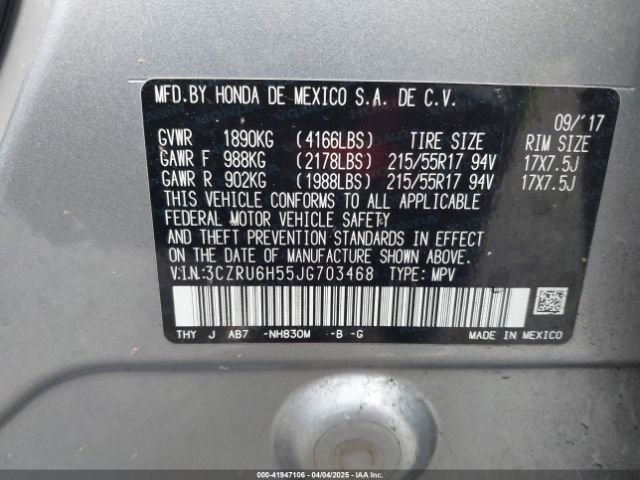 MFD.BY HONDA DE MEXICO S.A. DE C.V.
09/'17
GVWR 1890KG (4166LBS) TIRE SIZE RIM SIZE
GAWR F 988KG (2178LBS) 215/55R17 94V 17X7.5J
GAWR R 902KG (1988LBS) 215/55R17 94V 17X7.5J
THIS VEHICLE CONFORMS TO ALL APPLICABLE
FEDERAL MOTOR VEHICLE SAFETY
AND THEFT PREVENTION STANDARDS IN EFFECT
ON THE DATE OF MANUFACTURE SHOWN ABOVE.
V.I.N:3CZRU6H55JG703468 TYPE: MPV
THY J AB7 -NH830M -B -G MADE IN MEXICO
000-41947106 - 04/04/2025 - IAAI.com